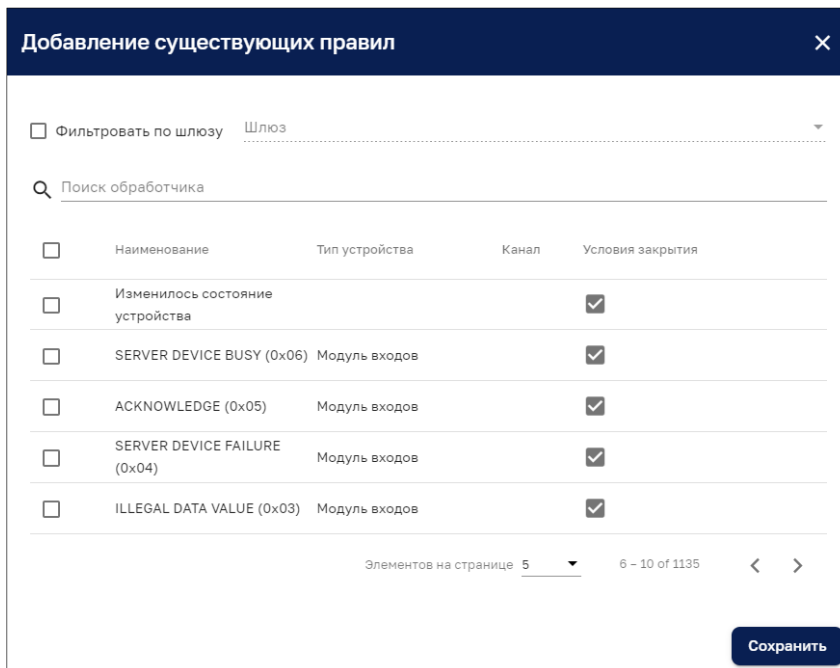 Добавление существующих правил
Фильтровать по шлюзу Шлюз
Поиск обработчика
Наименование Тип устройства Канал Условия закрытия
Изменилось состояние
устройства
SERVER DEVICE BUSY (0x06) Модуль входов
ACKNOWLEDGE (0x05) Модуль входов
SERVER DEVICE FAILURE
(0x04) Модуль входов
ILLEGAL DATA VALUE (0x03) Модуль входов
Элементов на странице 5 6 – 10 of 1135
Сохранить